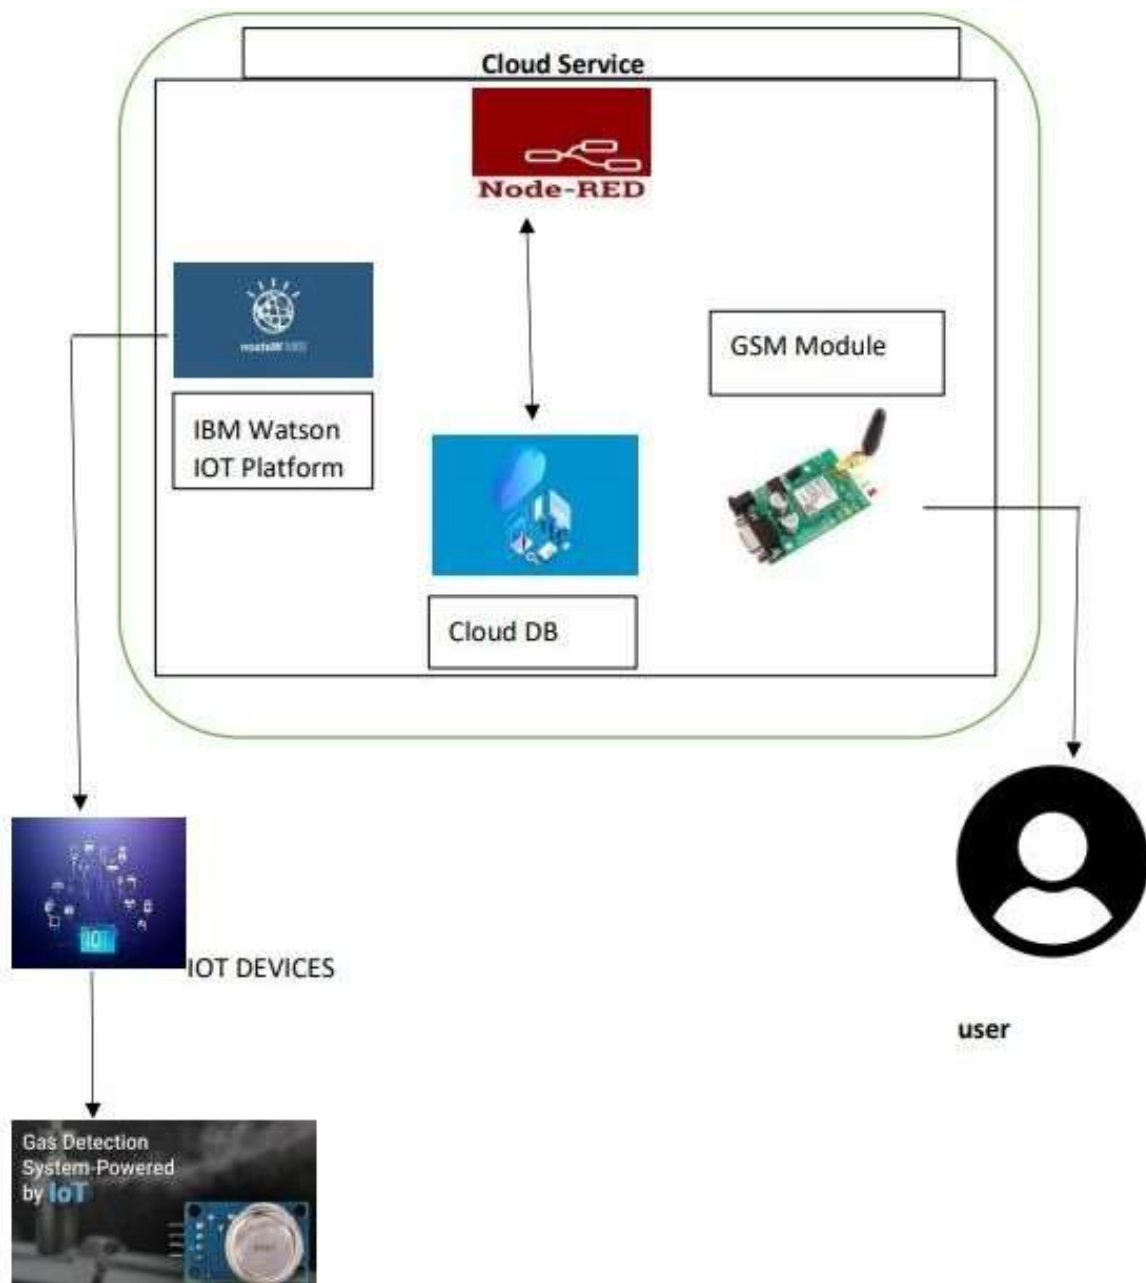 Cloud Service
Node-RED
GSM Module
IBM Watson
IOT Platform
Cloud DB
IOT DEVICES
user
Gas Detection
System-Powered
by IoT